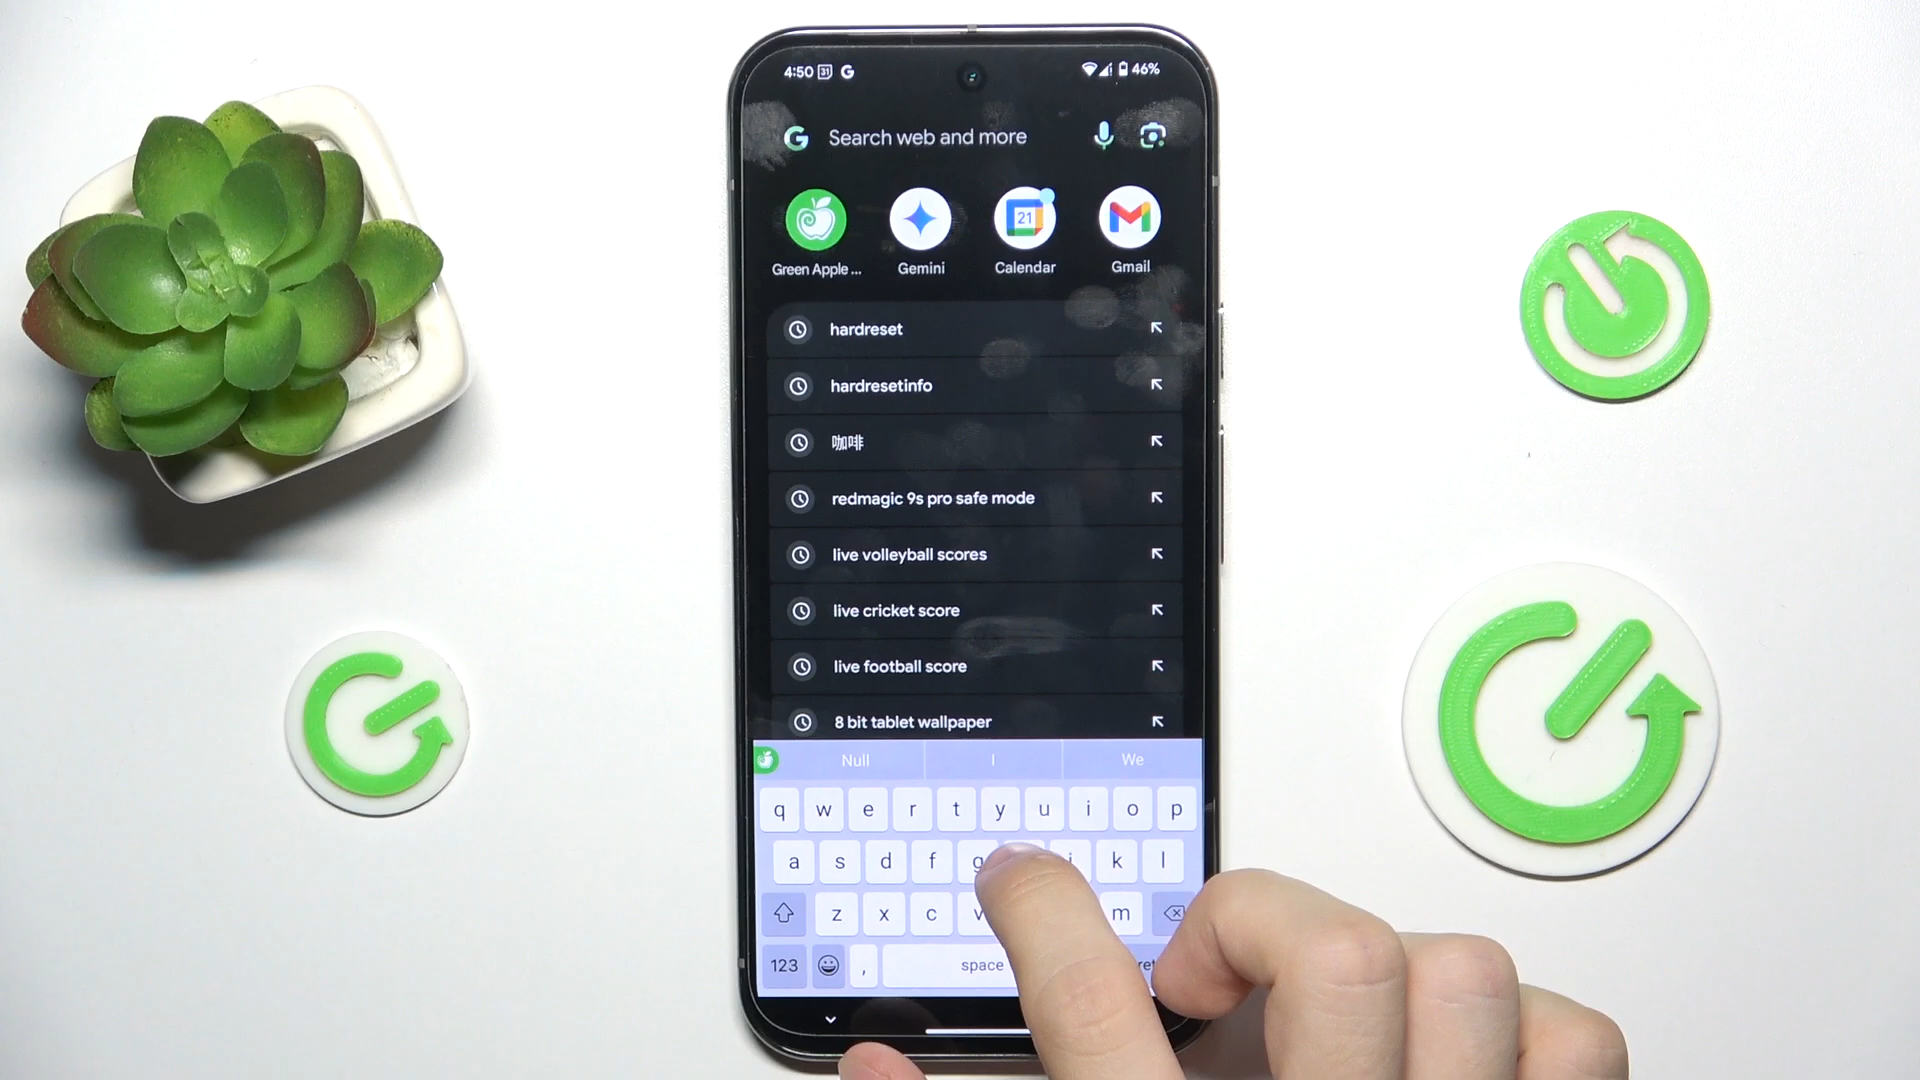 4:50 31 G 46%
G Search web and more
Green Apple ... Gemini Calendar Gmail
21
hardreset
hardresetinfo
咖啡
redmagic 9s pro safe mode
live volleyball scores
live cricket score
live football score
8 bit tablet wallpaper
Null I We
q w e r t y u i o p
a s d f g j k l
z x c v m
123 , space ret